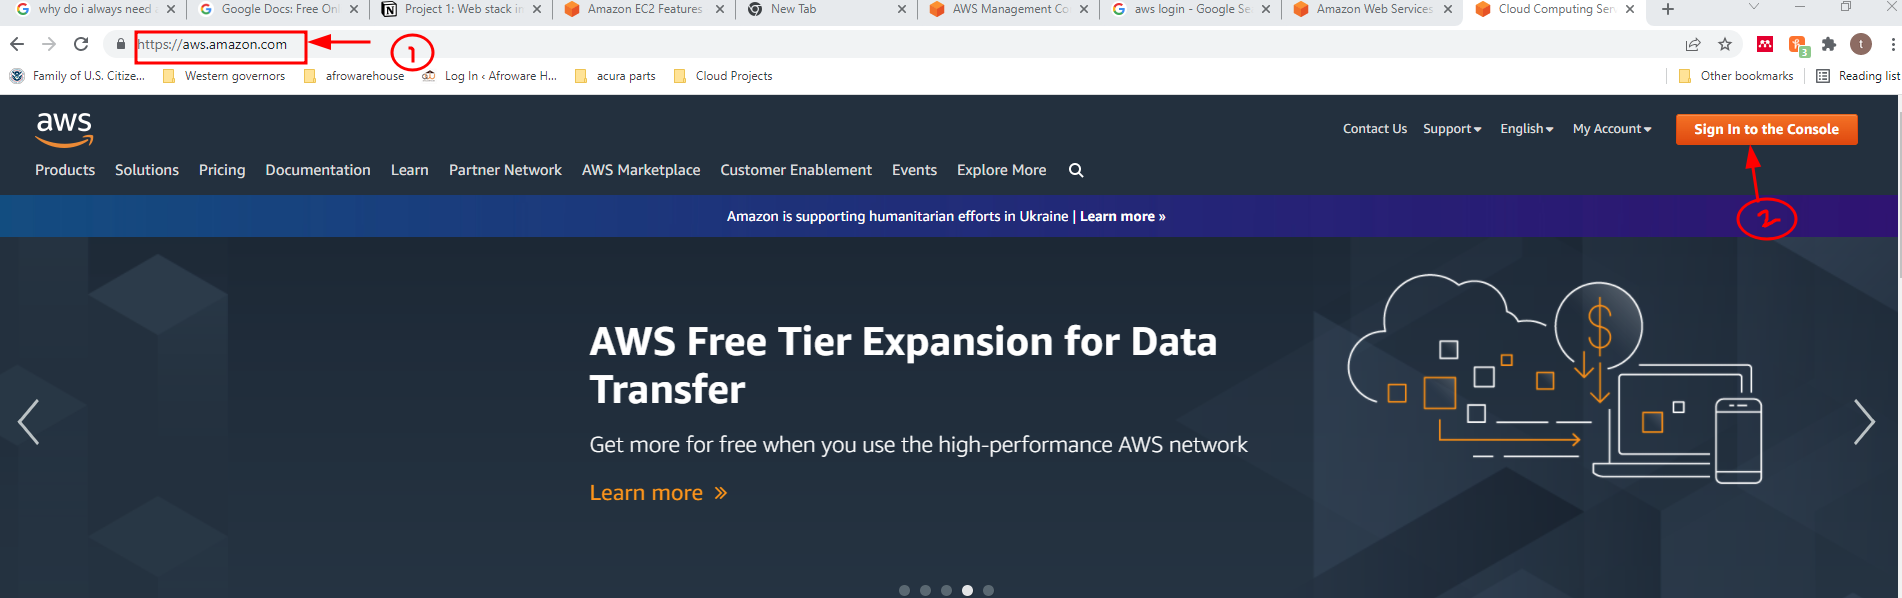 why do i always need
Google Docs: Free Onl
Project 1: Web stack in
Amazon EC2 Features
New Tab
AWS Management Co
aws login - Google Se
Amazon Web Services
Cloud Computing Serv
https://aws.amazon.com
1
3
t
Family of U.S. Citize...
Western governors
afrowarehouse
Log In ‹ Afroware H...
acura parts
Cloud Projects
Other bookmarks
Reading list
aws
Contact Us
Support
English
My Account
Sign In to the Console
Products
Solutions
Pricing
Documentation
Learn
Partner Network
AWS Marketplace
Customer Enablement
Events
Explore More
2
Amazon is supporting humanitarian efforts in Ukraine | Learn more »
AWS Free Tier Expansion for Data
Transfer
Get more for free when you use the high-performance AWS network
Learn more »